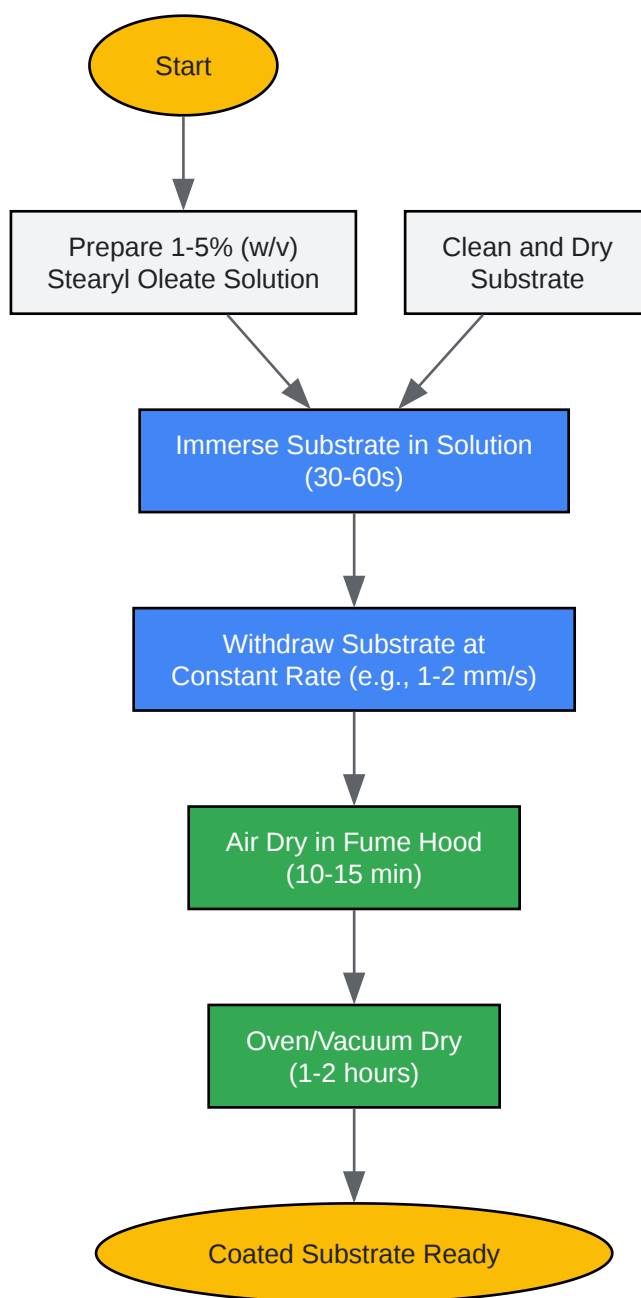 Start
Prepare 1-5% (w/v)
Stearyl Oleate Solution
Clean and Dry
Substrate
Immerse Substrate in Solution
(30-60s)
Withdraw Substrate at
Constant Rate (e.g., 1-2 mm/s)
Air Dry in Fume Hood
(10-15 min)
Oven/Vacuum Dry
(1-2 hours)
Coated Substrate Ready